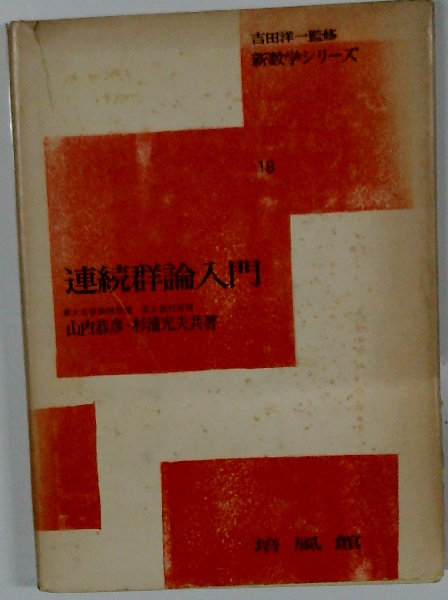 吉田洋一監修
新数学シリーズ
18
連続群論入門
山内恭彦・杉浦光夫共著
培風館